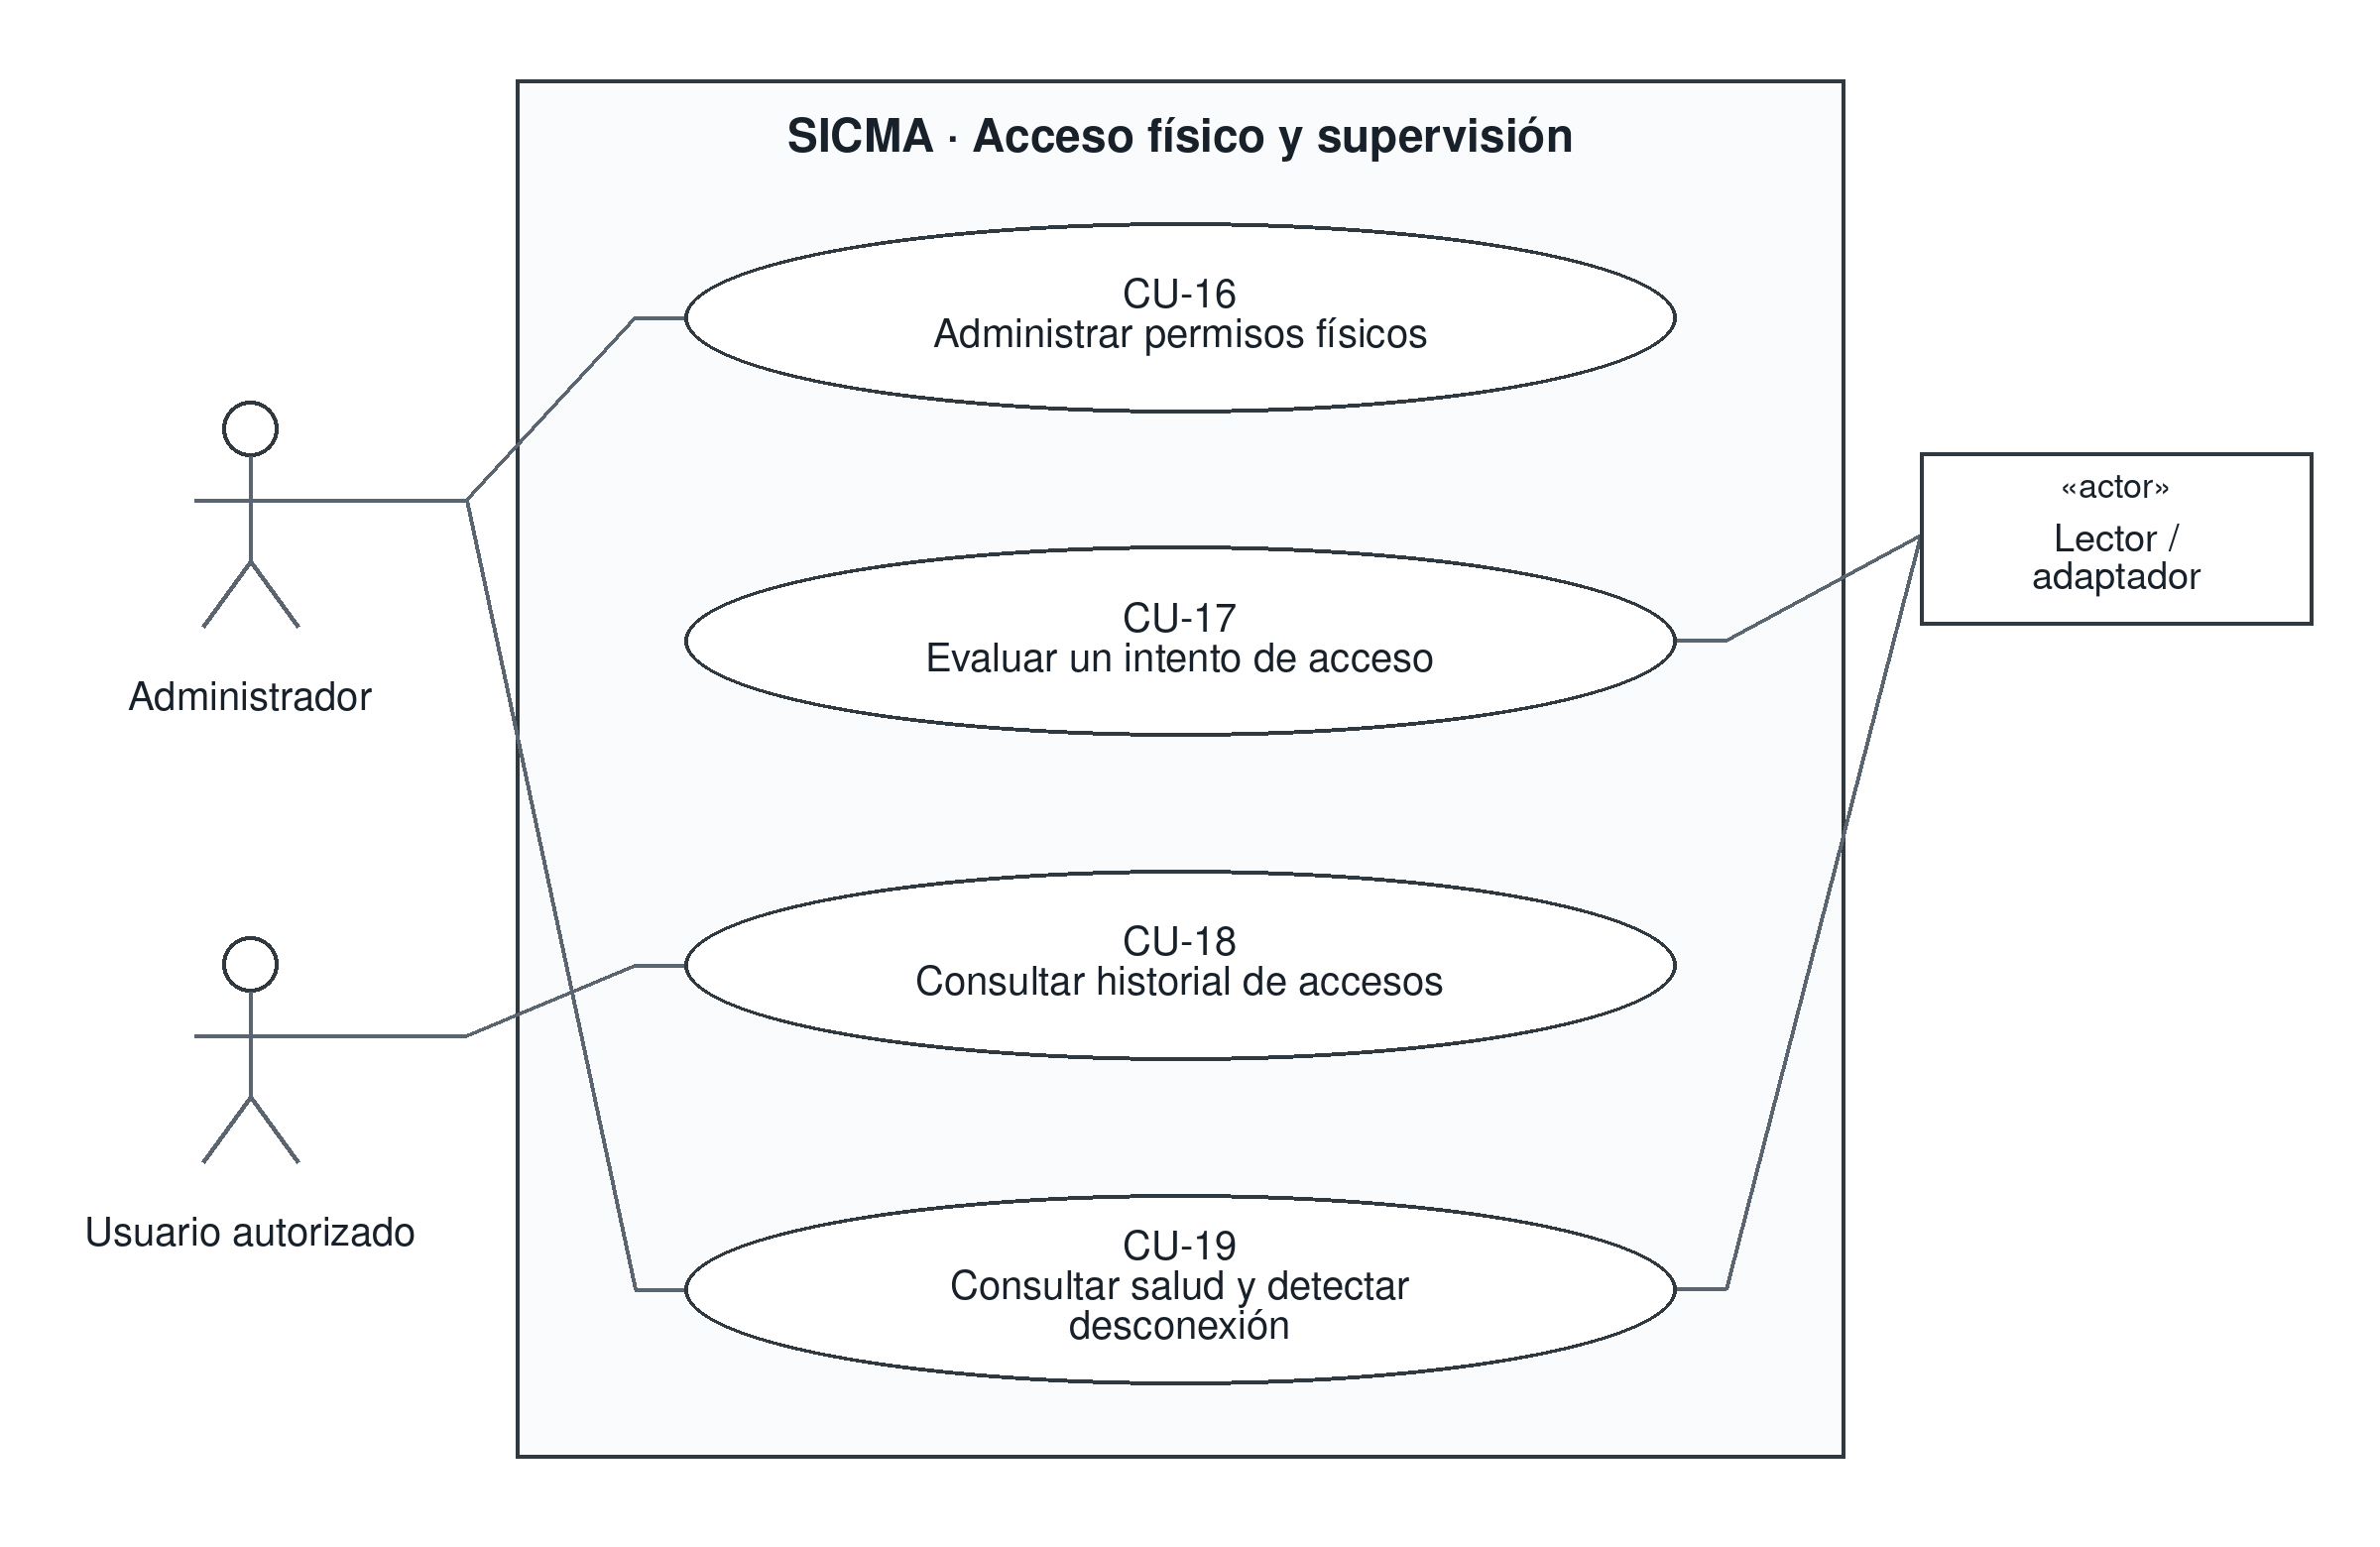 SICMA · Acceso físico y supervisión
CU-16
Administrar permisos físicos
«actor»
Lector /
adaptador
CU-17
Evaluar un intento de acceso
Administrador
CU-18
Consultar historial de accesos
Usuario autorizado
CU-19
Consultar salud y detectar
desconexión